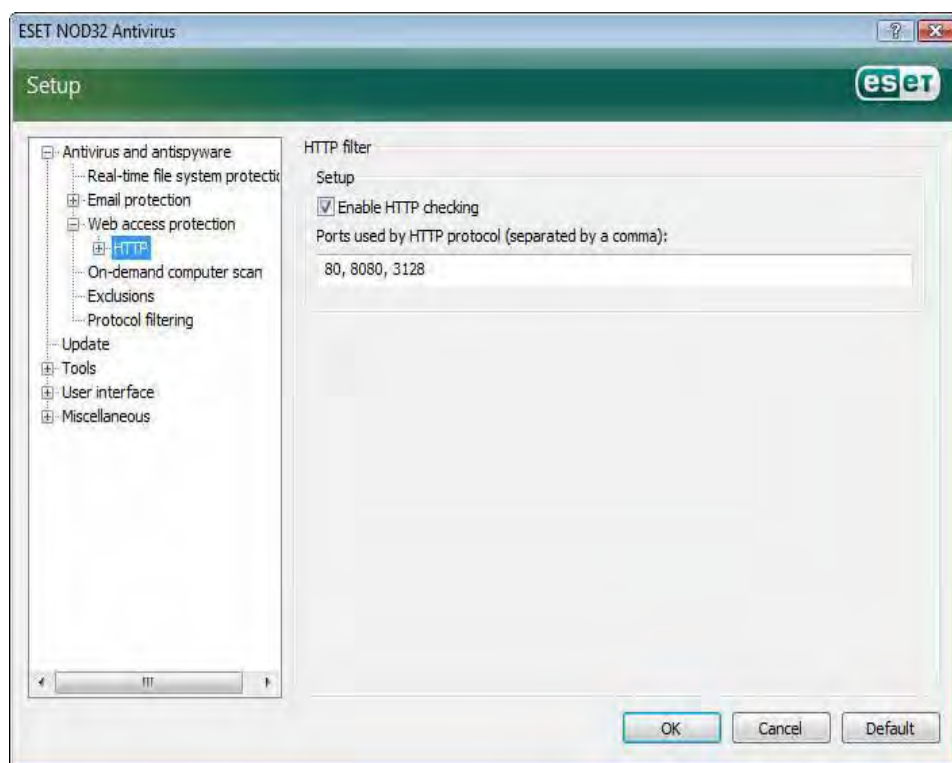 ESET NOD32 Antivirus
Setup
eset
Antivirus and antispyware
Real-time file system protectio
Email protection
Web access protection
HTTP
On-demand computer scan
Exclusions
Protocol filtering
Update
Tools
User interface
Miscellaneous
HTTP filter
Setup
Enable HTTP checking
Ports used by HTTP protocol (separated by a comma):
80, 8080, 3128
OK
Cancel
Default